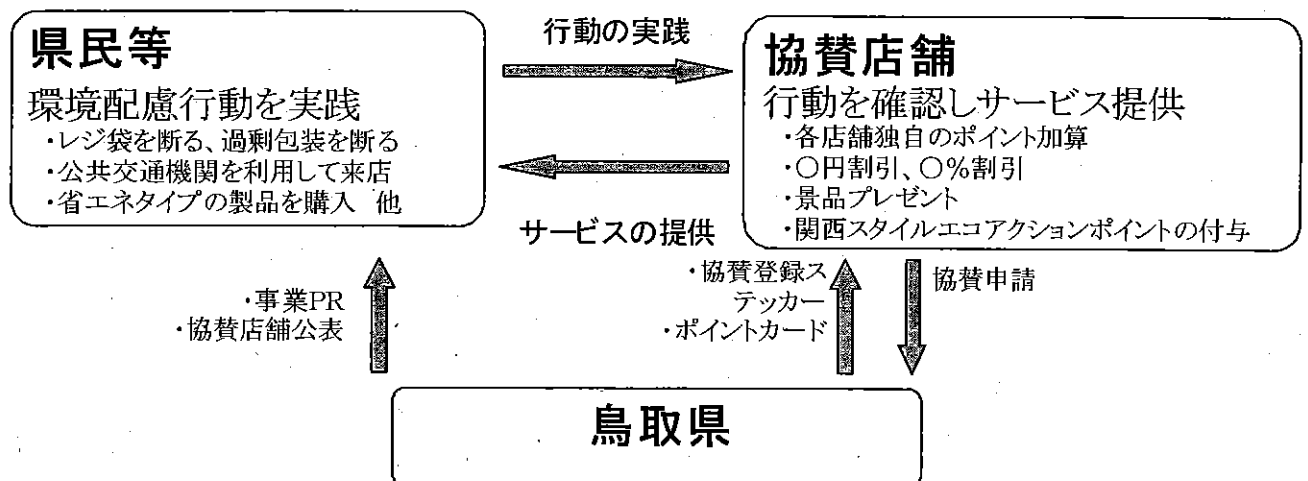 県民等
環境配慮行動を実践
・レジ袋を断る、過剰包装を断る
・公共交通機関を利用して来店
・省エネタイプの製品を購入 他
行動の実践
サービスの提供
協賛店舗
行動を確認しサービス提供
・各店舗独自のポイント加算
・〇円割引、〇%割引
・景品プレゼント
・関西スタイルエコアクションポイントの付与
・事業PR
・協賛店舗公表
・協賛登録ス
テッカー
・ポイントカード
協賛申請
鳥取県